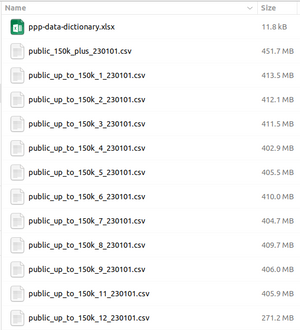 Name Size
ppp-data-dictionary.xlsx 11.8 kB
public_150k_plus_230101.csv 451.7 MB
public_up_to_150k_1_230101.csv 413.5 MB
public_up_to_150k_2_230101.csv 412.1 MB
public_up_to_150k_3_230101.csv 411.5 MB
public_up_to_150k_4_230101.csv 402.9 MB
public_up_to_150k_5_230101.csv 405.5 MB
public_up_to_150k_6_230101.csv 410.0 MB
public_up_to_150k_7_230101.csv 404.7 MB
public_up_to_150k_8_230101.csv 409.7 MB
public_up_to_150k_9_230101.csv 406.0 MB
public_up_to_150k_11_230101.csv 405.9 MB
public_up_to_150k_12_230101.csv 271.2 MB